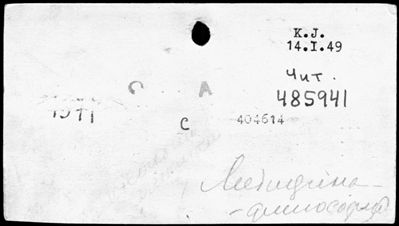 K.J.
14.I.49
Чит.
485941
C A
1971
C 404614
Медицина -
- философия